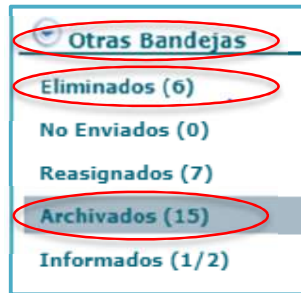 Otras Bandejas
Eliminados (6)
No Enviados (0)
Reasignados (7)
Archivados (15)
Informados (1/2)